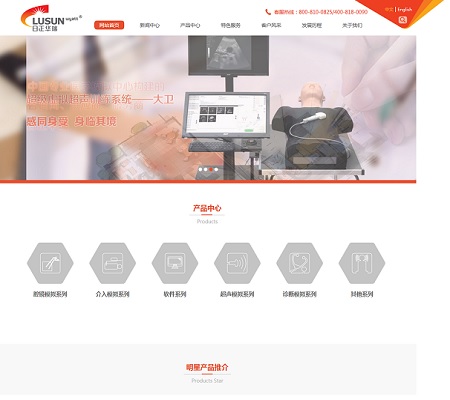 LUSUN
日正华瑞
客服热线：800-810-0825/400-818-0000
中文 | English
网站首页 新闻中心 产品中心 特色服务 客户风采 发展历程 关于我们
超声模拟训练系统——大卫
感同身受 身临其境
产品中心
Products
腔镜模拟系列 介入模拟系列 软件系列 超声模拟系列 诊断模拟系列 其他系列
明星产品推介
Products Star